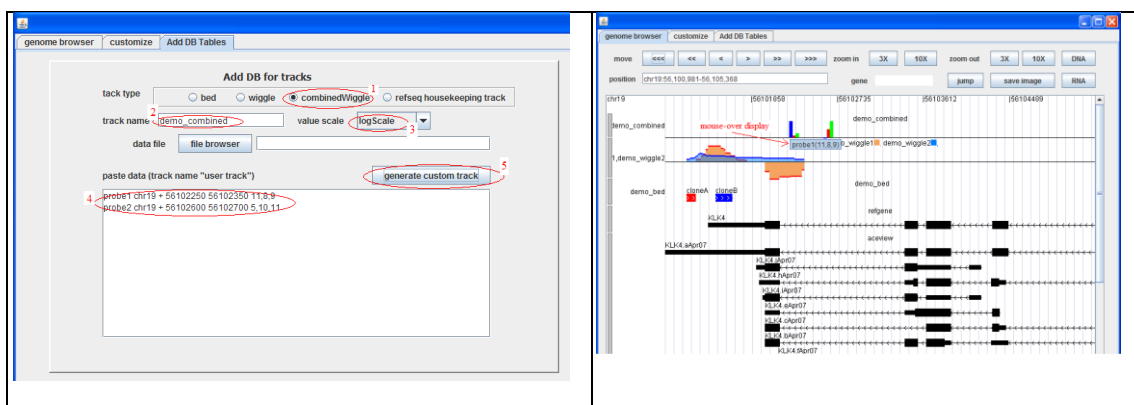 genome browser customize Add DB Tables
Add DB for tracks
tack type bed wiggle combinedWiggle refseq housekeeping track
1
2
track name demo_combined value scale logScale
3
data file file browser
5
paste data (track name "user track") generate custom track
4
probe1 chr19 + 56102250 56102350 11,8,9
probe2 chr19 + 56102600 56102700 5,10,11
genome browser customize Add DB Tables
move <<< << < > >> >>> zoom in 3X 10X zoom out 3X 10X DNA
position chr19:56,100,981-56,105,368 gene jump save image RNA
chr19 |56101858 |56102735 |56103612 |56104489
demo_combined
demo_combined mouse-over display
probe1(11,8,9) o_wiggle1 demo_wiggle2
1,demo_wiggle2
demo_bed
demo_bed cloneA cloneB
refgene
KLK4
aceview
KLK4.aApr07
KLK4.jApr07
KLK4.hApr07
KLK4.iApr07
KLK4.eApr07
KLK4.cApr07
KLK4.bApr07
KLK4.fApr07